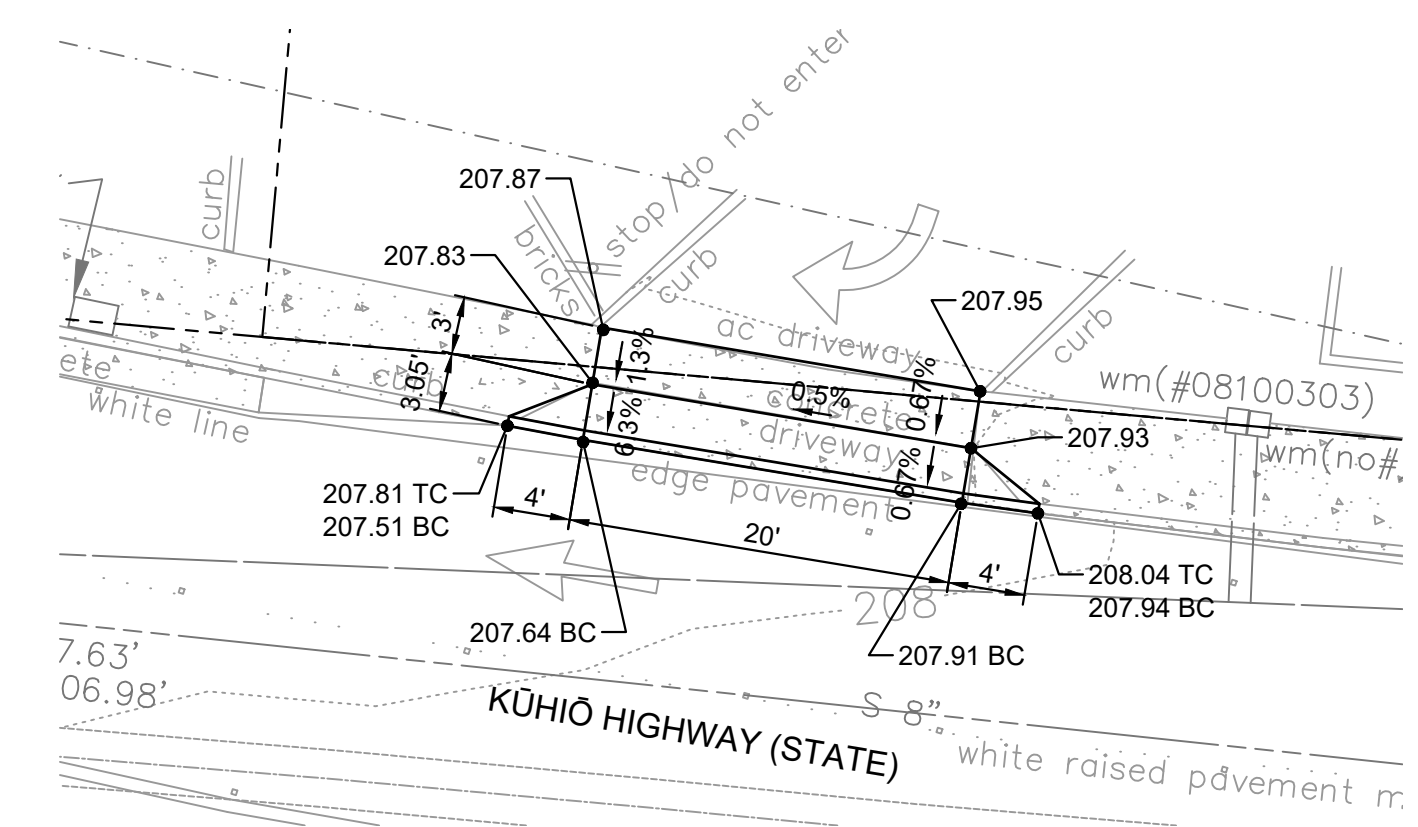 stop/do not enter
207.87
curb
bricks
curb
207.83
207.95
3'
1.3%
ac driveway
curb
0.67%
wm(#08100303)
3.05'
curb
0.5%
concrete
ete
white line
6.3%
driveway
207.93
wm(no#
edge pavement
0.67%
207.81 TC
207.51 BC
4'
20'
4'
208
208.04 TC
207.94 BC
207.64 BC
207.91 BC
7.63'
06.98'
KŪHIŌ HIGHWAY (STATE)
S 8"
white raised pavement m